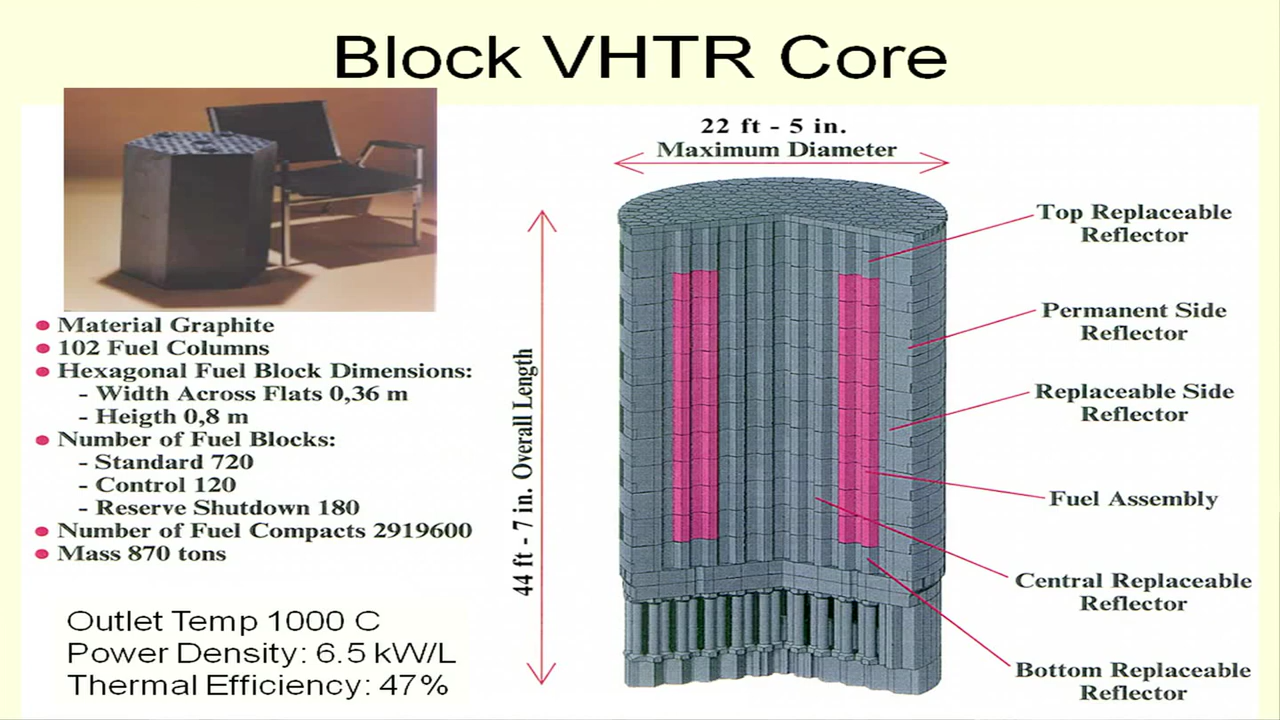 Block VHTR Core
Material Graphite
102 Fuel Columns
Hexagonal Fuel Block Dimensions:
- Width Across Flats 0,36 m
- Heigth 0,8 m
Number of Fuel Blocks:
- Standard 720
- Control 120
- Reserve Shutdown 180
Number of Fuel Compacts 2919600
Mass 870 tons
Outlet Temp 1000 C
Power Density: 6.5 kW/L
Thermal Efficiency: 47%
22 ft - 5 in.
Maximum Diameter
44 ft - 7 in. Overall Length
Top Replaceable
Reflector
Permanent Side
Reflector
Replaceable Side
Reflector
Fuel Assembly
Central Replaceable
Reflector
Bottom Replaceable
Reflector